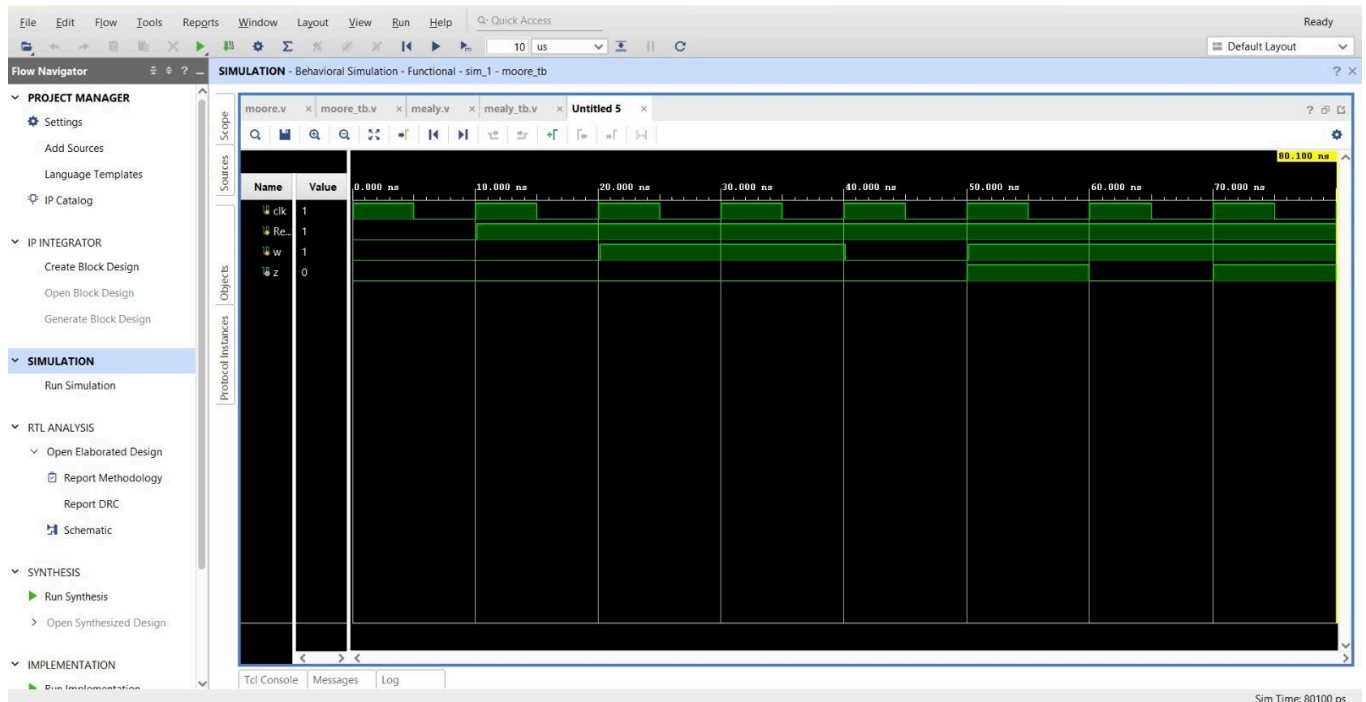 File Edit Flow Tools Reports Window Layout View Run Help Quick Access Ready
10 us Default Layout
Flow Navigator ? SIMULATION - Behavioral Simulation - Functional - sim_1 - moore_tb ? ×
PROJECT MANAGER
Settings
Add Sources
Language Templates
IP Catalog
IP INTEGRATOR
Create Block Design
Open Block Design
Generate Block Design
SIMULATION
Run Simulation
RTL ANALYSIS
Open Elaborated Design
Report Methodology
Report DRC
Schematic
SYNTHESIS
Run Synthesis
Open Synthesized Design
IMPLEMENTATION
Run Implementation
Scope
Sources
Objects
Protocol Instances
moore.v × moore_tb.v × mealy.v × mealy_tb.v × Untitled 5 × ?
80.100 ns
Name Value 0.000 ns 10.000 ns 20.000 ns 30.000 ns 40.000 ns 50.000 ns 60.000 ns 70.000 ns
clk 1
Re... 1
w 1
z 0
Tcl Console Messages Log
Sim Time: 80100 ps